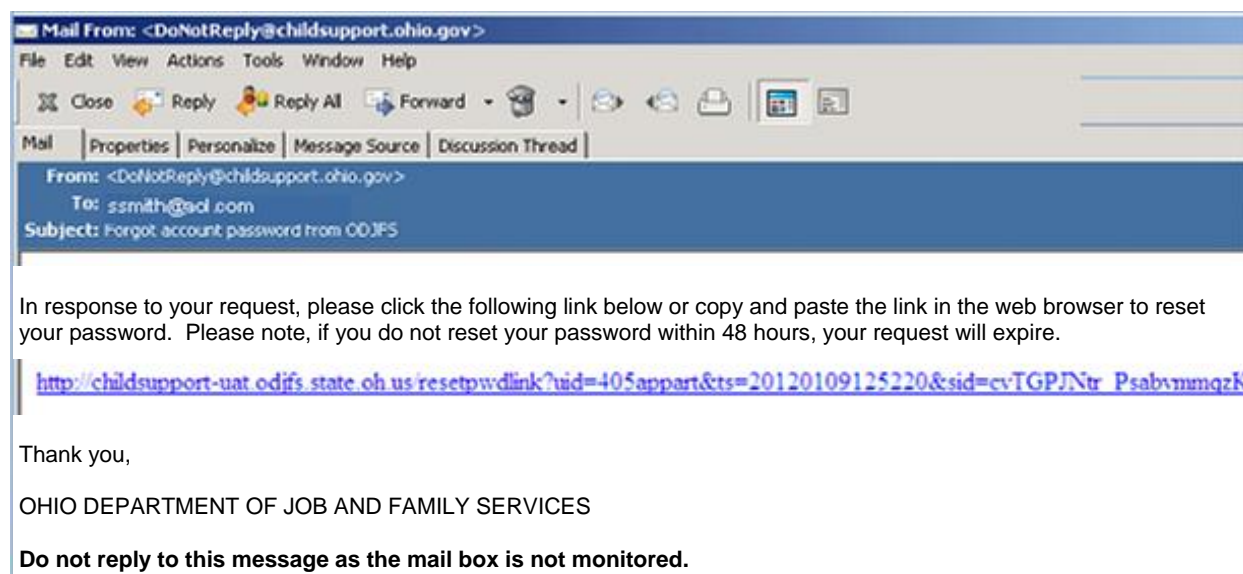 Mail From: <DoNotReply@childsupport.ohio.gov>
File Edit View Actions Tools Window Help
Close Reply Reply All Forward
Mail Properties Personalize Message Source Discussion Thread
From: <DoNotReply@childsupport.ohio.gov>
To: ssmith@aol.com
Subject: Forgot account password from ODJFS
In response to your request, please click the following link below or copy and paste the link in the web browser to reset
your password. Please note, if you do not reset your password within 48 hours, your request will expire.
http://childsupport-uat.odjfs.state.oh.us/resetpwdlink?uid=405appart&ts=20120109125220&sid=cvTGPJNtr_PsabvmmqzK
Thank you,
OHIO DEPARTMENT OF JOB AND FAMILY SERVICES
Do not reply to this message as the mail box is not monitored.